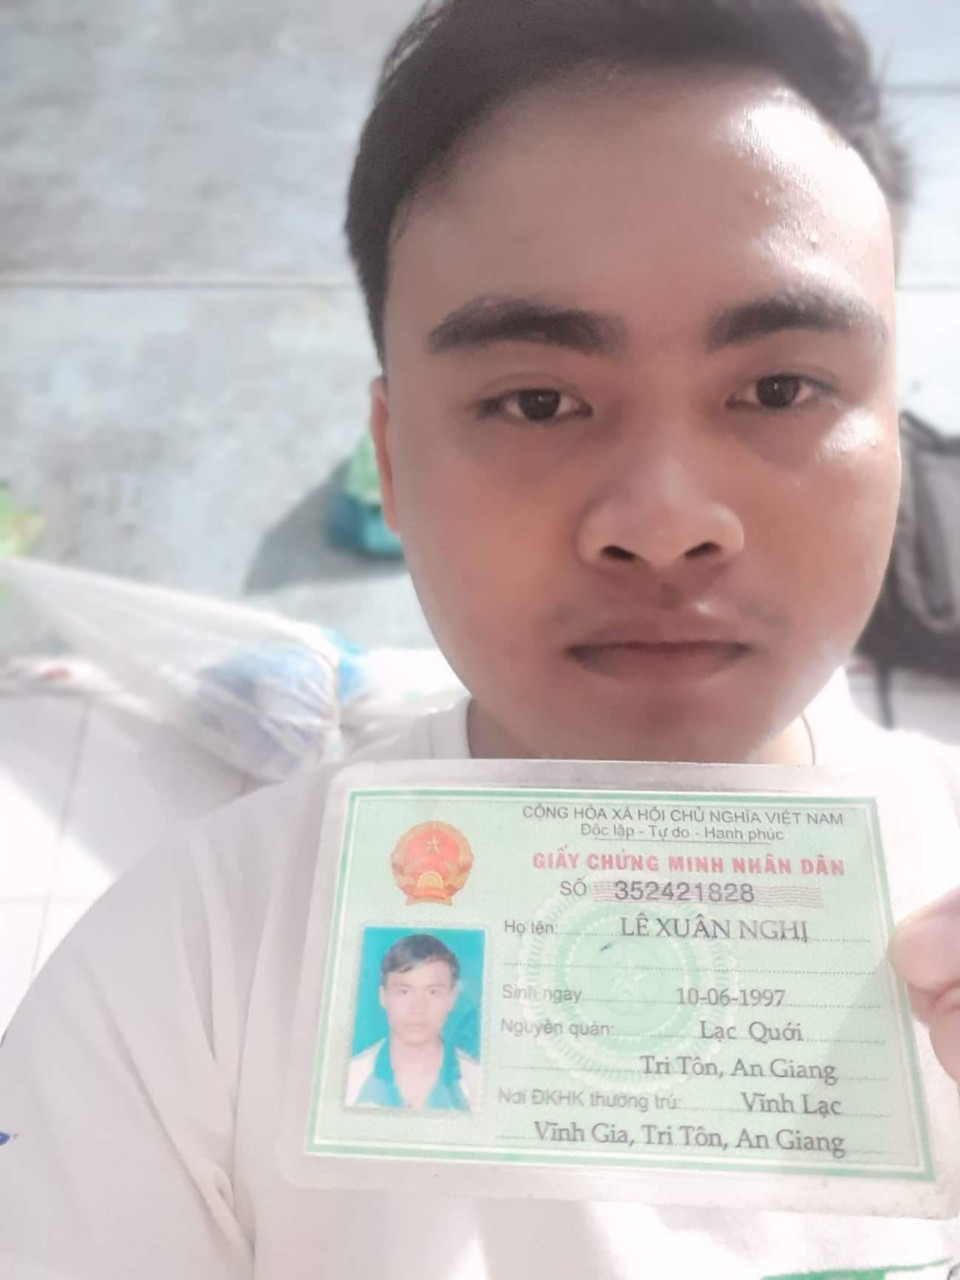 CỘNG HÒA XÃ HỘI CHỦ NGHĨA VIỆT NAM
Độc lập - Tự do - Hạnh phúc
GIẤY CHỨNG MINH NHÂN DÂN
SỐ 352421828
Họ tên: LÊ XUÂN NGHỊ
Sinh ngày 10-06-1997
Nguyên quán: Lạc Quới
Tri Tôn, An Giang
Nơi ĐKHK thường trú: Vĩnh Lạc
Vĩnh Gia, Tri Tôn, An Giang